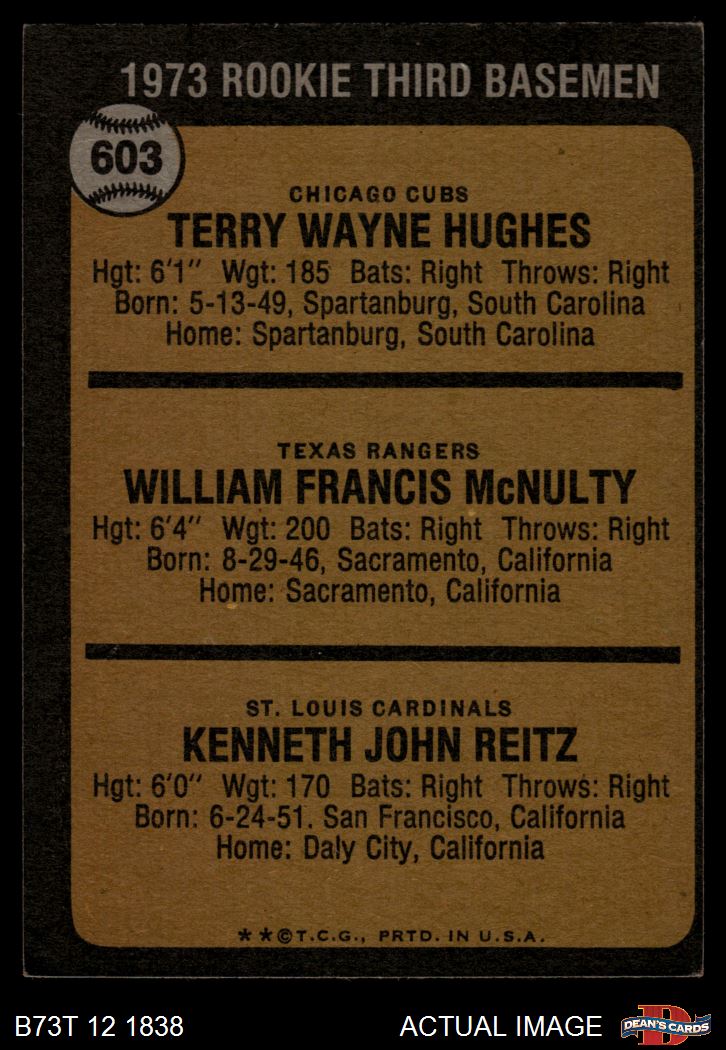 1973 ROOKIE THIRD BASEMEN
603
CHICAGO CUBS
TERRY WAYNE HUGHES
Hgt: 6'1" Wgt: 185 Bats: Right Throws: Right
Born: 5-13-49, Spartanburg, South Carolina
Home: Spartanburg, South Carolina
TEXAS RANGERS
WILLIAM FRANCIS McNULTY
Hgt: 6'4" Wgt: 200 Bats: Right Throws: Right
Born: 8-29-46, Sacramento, California
Home: Sacramento, California
ST. LOUIS CARDINALS
KENNETH JOHN REITZ
Hgt: 6'0" Wgt: 170 Bats: Right Throws: Right
Born: 6-24-51. San Francisco, California
Home: Daly City, California
**©T.C.G., PRTD. IN U.S.A.
B73T 12 1838 ACTUAL IMAGE
D
DEAN'S CARDS